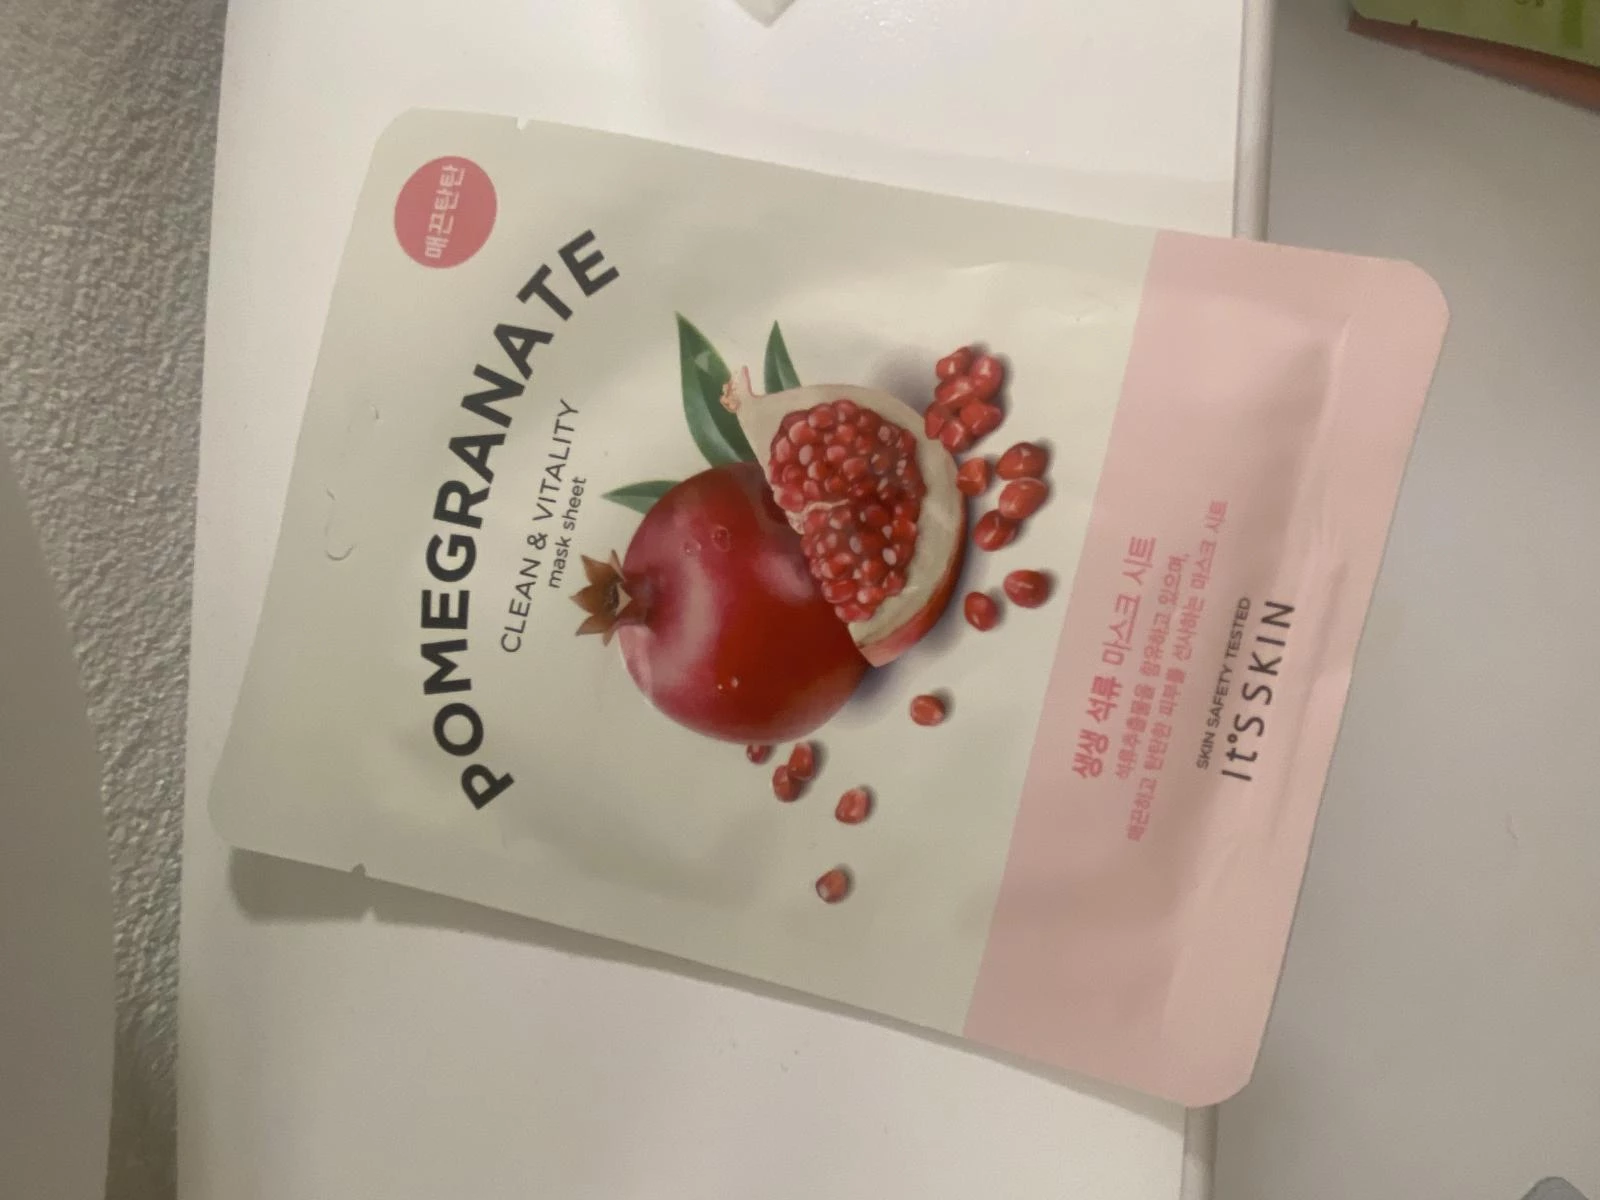 매끈탄탄
POMEGRANATE
CLEAN & VITALITY
mask sheet
생생 석류 마스크 시트
석류추출물을 함유하고 있으며,
매끈하고 탄탄한 피부를 선사하는 마스크 시트
SKIN SAFETY TESTED
It'S SKIN